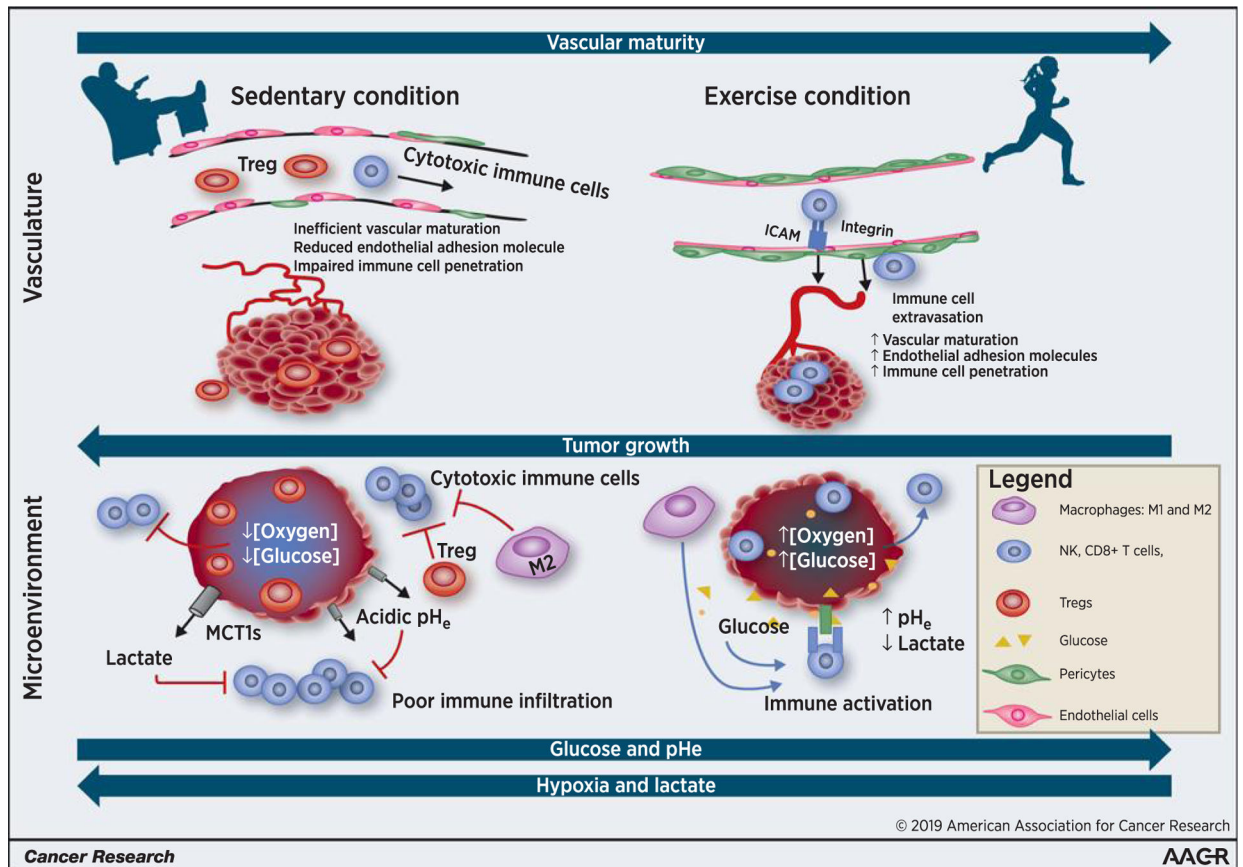 Vascular maturity
Sedentary condition
Exercise condition
Vasculature
Treg
Cytotoxic immune cells
Inefficient vascular maturation
Reduced endothelial adhesion molecule
Impaired immune cell penetration
ICAM
Integrin
Immune cell
extravasation
↑ Vascular maturation
↑ Endothelial adhesion molecules
↑ Immune cell penetration
Tumor growth
Microenvironment
Cytotoxic immune cells
↓[Oxygen]
↓[Glucose]
Treg
M2
MCT1s
Acidic pHe
Lactate
Poor immune infiltration
↑[Oxygen]
↑[Glucose]
Glucose
↑ pHe
↓ Lactate
Immune activation
Legend
Macrophages: M1 and M2
NK, CD8+ T cells,
Tregs
Glucose
Pericytes
Endothelial cells
Glucose and pHe
Hypoxia and lactate
© 2019 American Association for Cancer Research
Cancer Research
AACR